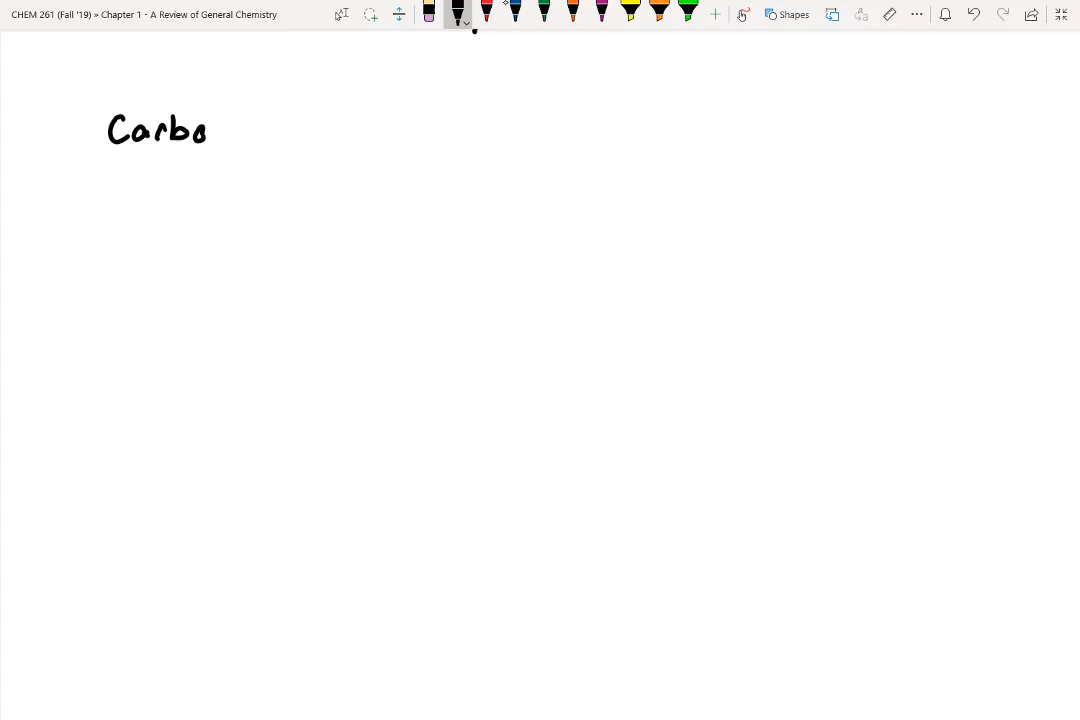 CHEM 261 (Fall '19) » Chapter 1 - A Review of General Chemistry
Shapes
Carbo